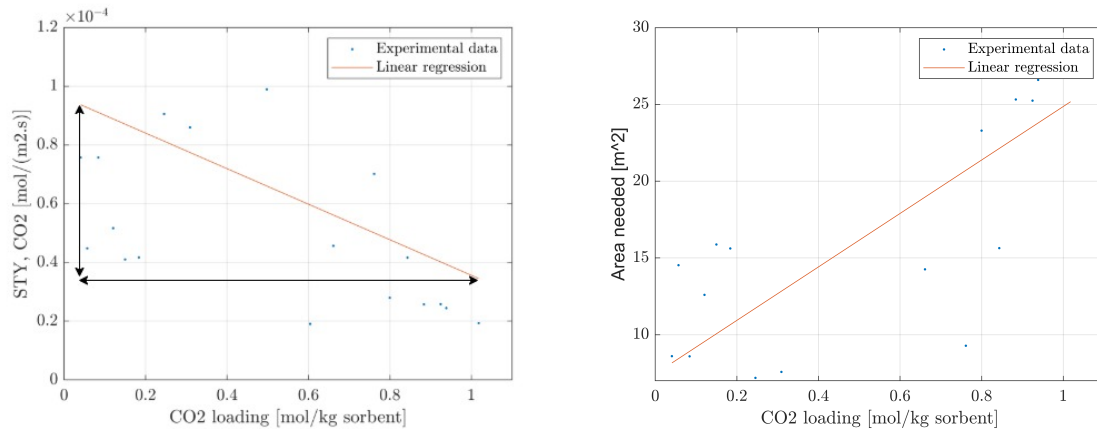 ×10⁻⁴
1.2
1
0.8
0.6
0.4
0.2
0
STY, CO2 [mol/(m2.s)]
Experimental data
Linear regression
0 0.2 0.4 0.6 0.8 1
CO2 loading [mol/kg sorbent]
30
25
20
15
10
Area needed [m^2]
Experimental data
Linear regression
0 0.2 0.4 0.6 0.8 1
CO2 loading [mol/kg sorbent]